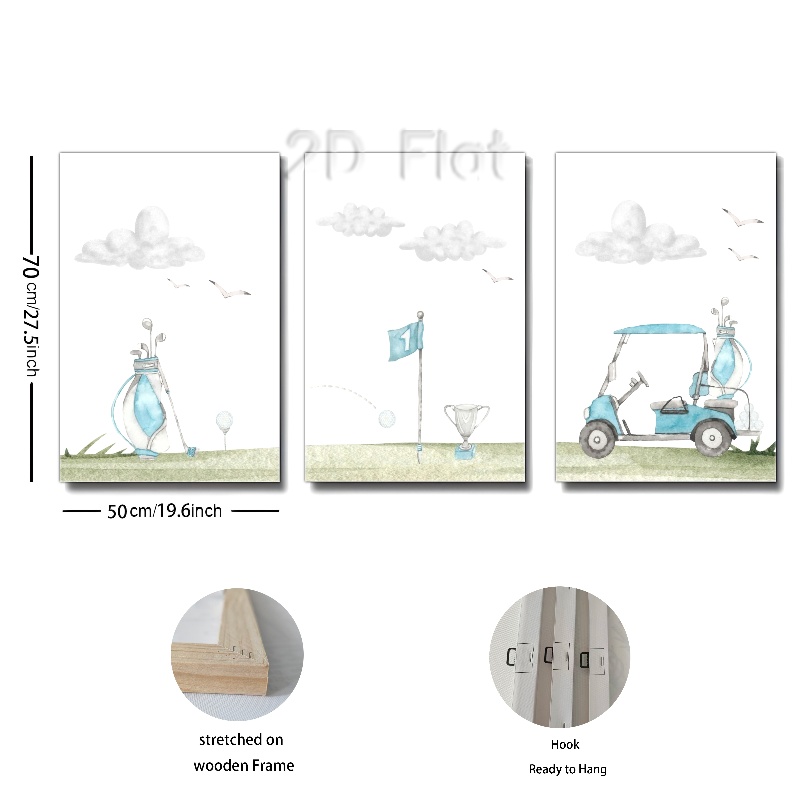 2D Flat
1
70 cm/27.5inch
50cm/19.6inch
stretched on
wooden Frame
Hook
Ready to Hang